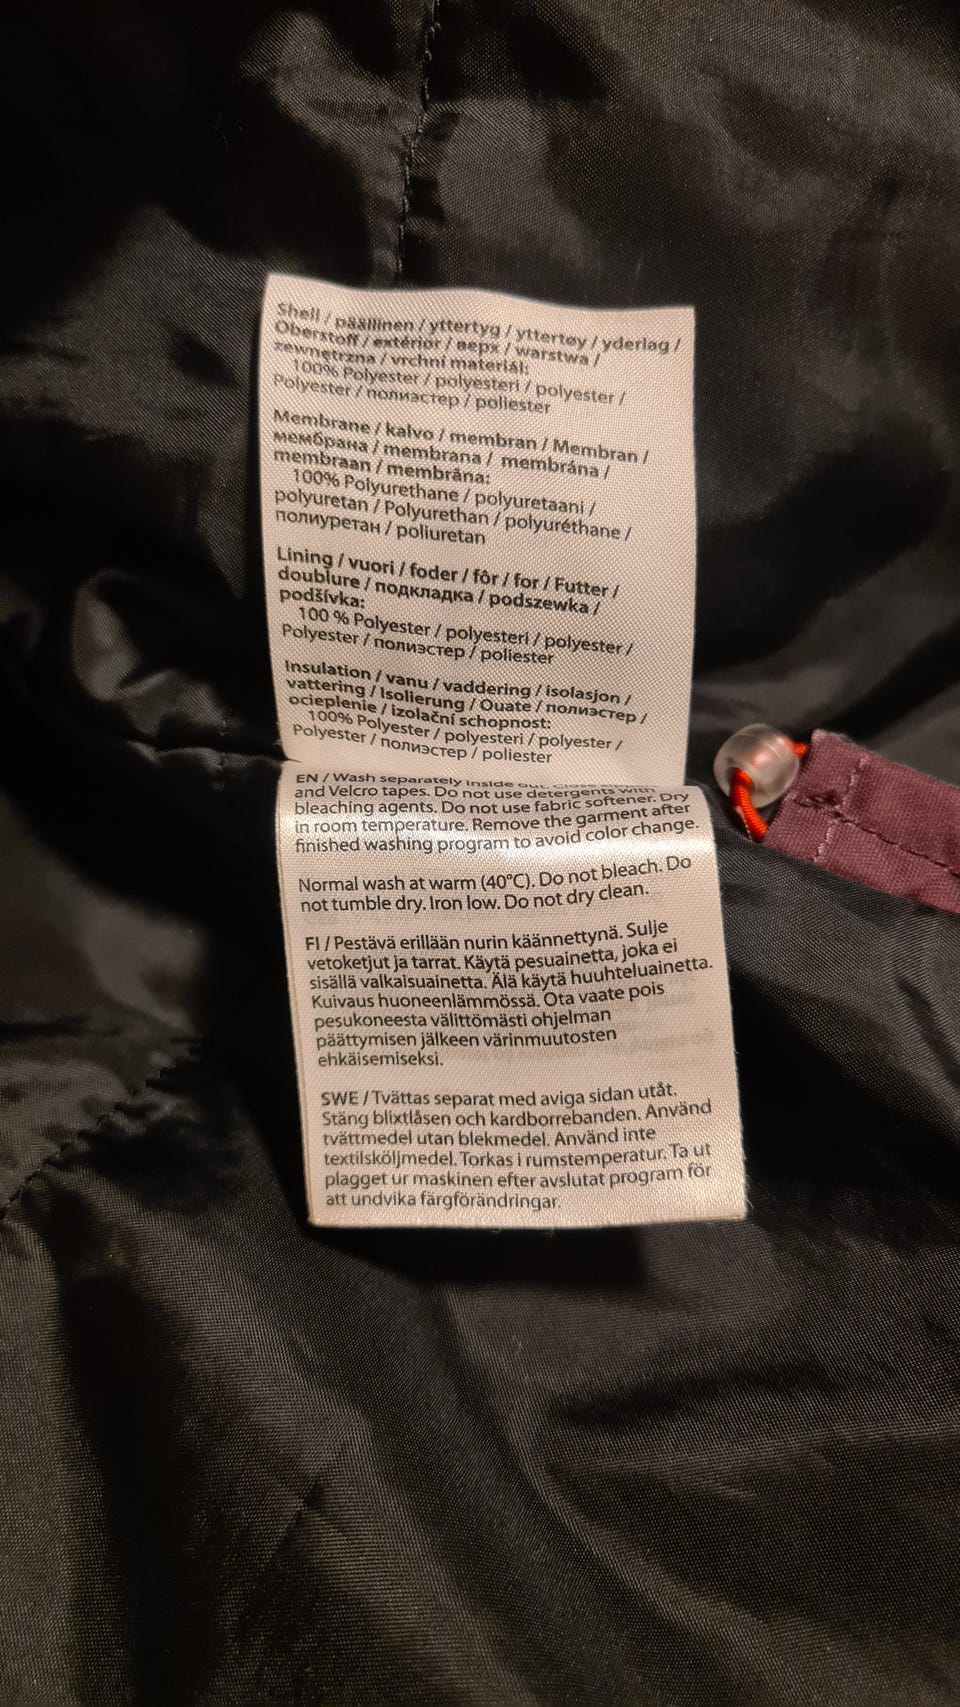 Shell / päällinen / yttertyg / yttertøy / yderlag /
Oberstoff / extérior / верх / warstwa /
zewnętrzna / vrchní materiál:
100% Polyester / polyesteri / polyester /
Polyester / полиэстер / poliester
Membrane / kalvo / membran / Membran /
мембрана / membrana / membrána /
membraan / membrāna:
100% Polyurethane / polyuretaani /
polyuretan / Polyurethan / polyuréthane /
полиуретан / poliuretan
Lining / vuori / foder / fôr / for / Futter /
doublure / подкладка / podszewka /
podšívka:
100 % Polyester / polyesteri / polyester /
Polyester / полиэстер / poliester
Insulation / vanu / vaddering / isolasjon /
vattering / Isolierung / Ouate / полиэстер /
ocieplenie / izolační schopnost:
100% Polyester / polyesteri / polyester /
Polyester / полиэстер / poliester
EN / Wash separately inside out.
and Velcro tapes. Do not use detergents with
bleaching agents. Do not use fabric softener. Dry
in room temperature. Remove the garment after
finished washing program to avoid color change.
Normal wash at warm (40°C). Do not bleach. Do
not tumble dry. Iron low. Do not dry clean.
FI / Pestävä erillään nurin käännettynä. Sulje
vetoketjut ja tarrat. Käytä pesuainetta, joka ei
sisällä valkaisuainetta. Älä käytä huuhteluainetta.
Kuivaus huoneenlämmössä. Ota vaate pois
pesukoneesta välittömästi ohjelman
päättymisen jälkeen värinmuutosten
ehkäisemiseksi.
SWE / Tvättas separat med aviga sidan utåt.
Stäng blixtlåsen och kardborrebanden. Använd
tvättmedel utan blekmedel. Använd inte
textilsköljmedel. Torkas i rumstemperatur. Ta ut
plagget ur maskinen efter avslutat program för
att undvika färgförändringar.